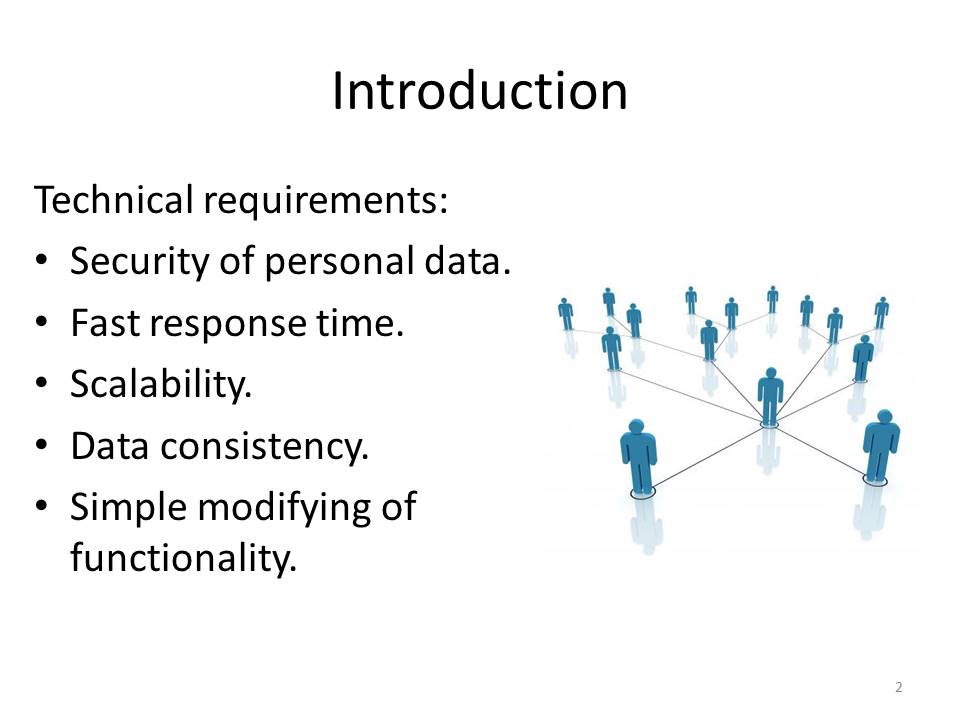 Introduction
Technical requirements:
• Security of personal data.
• Fast response time.
• Scalability.
• Data consistency.
• Simple modifying of
functionality.
2